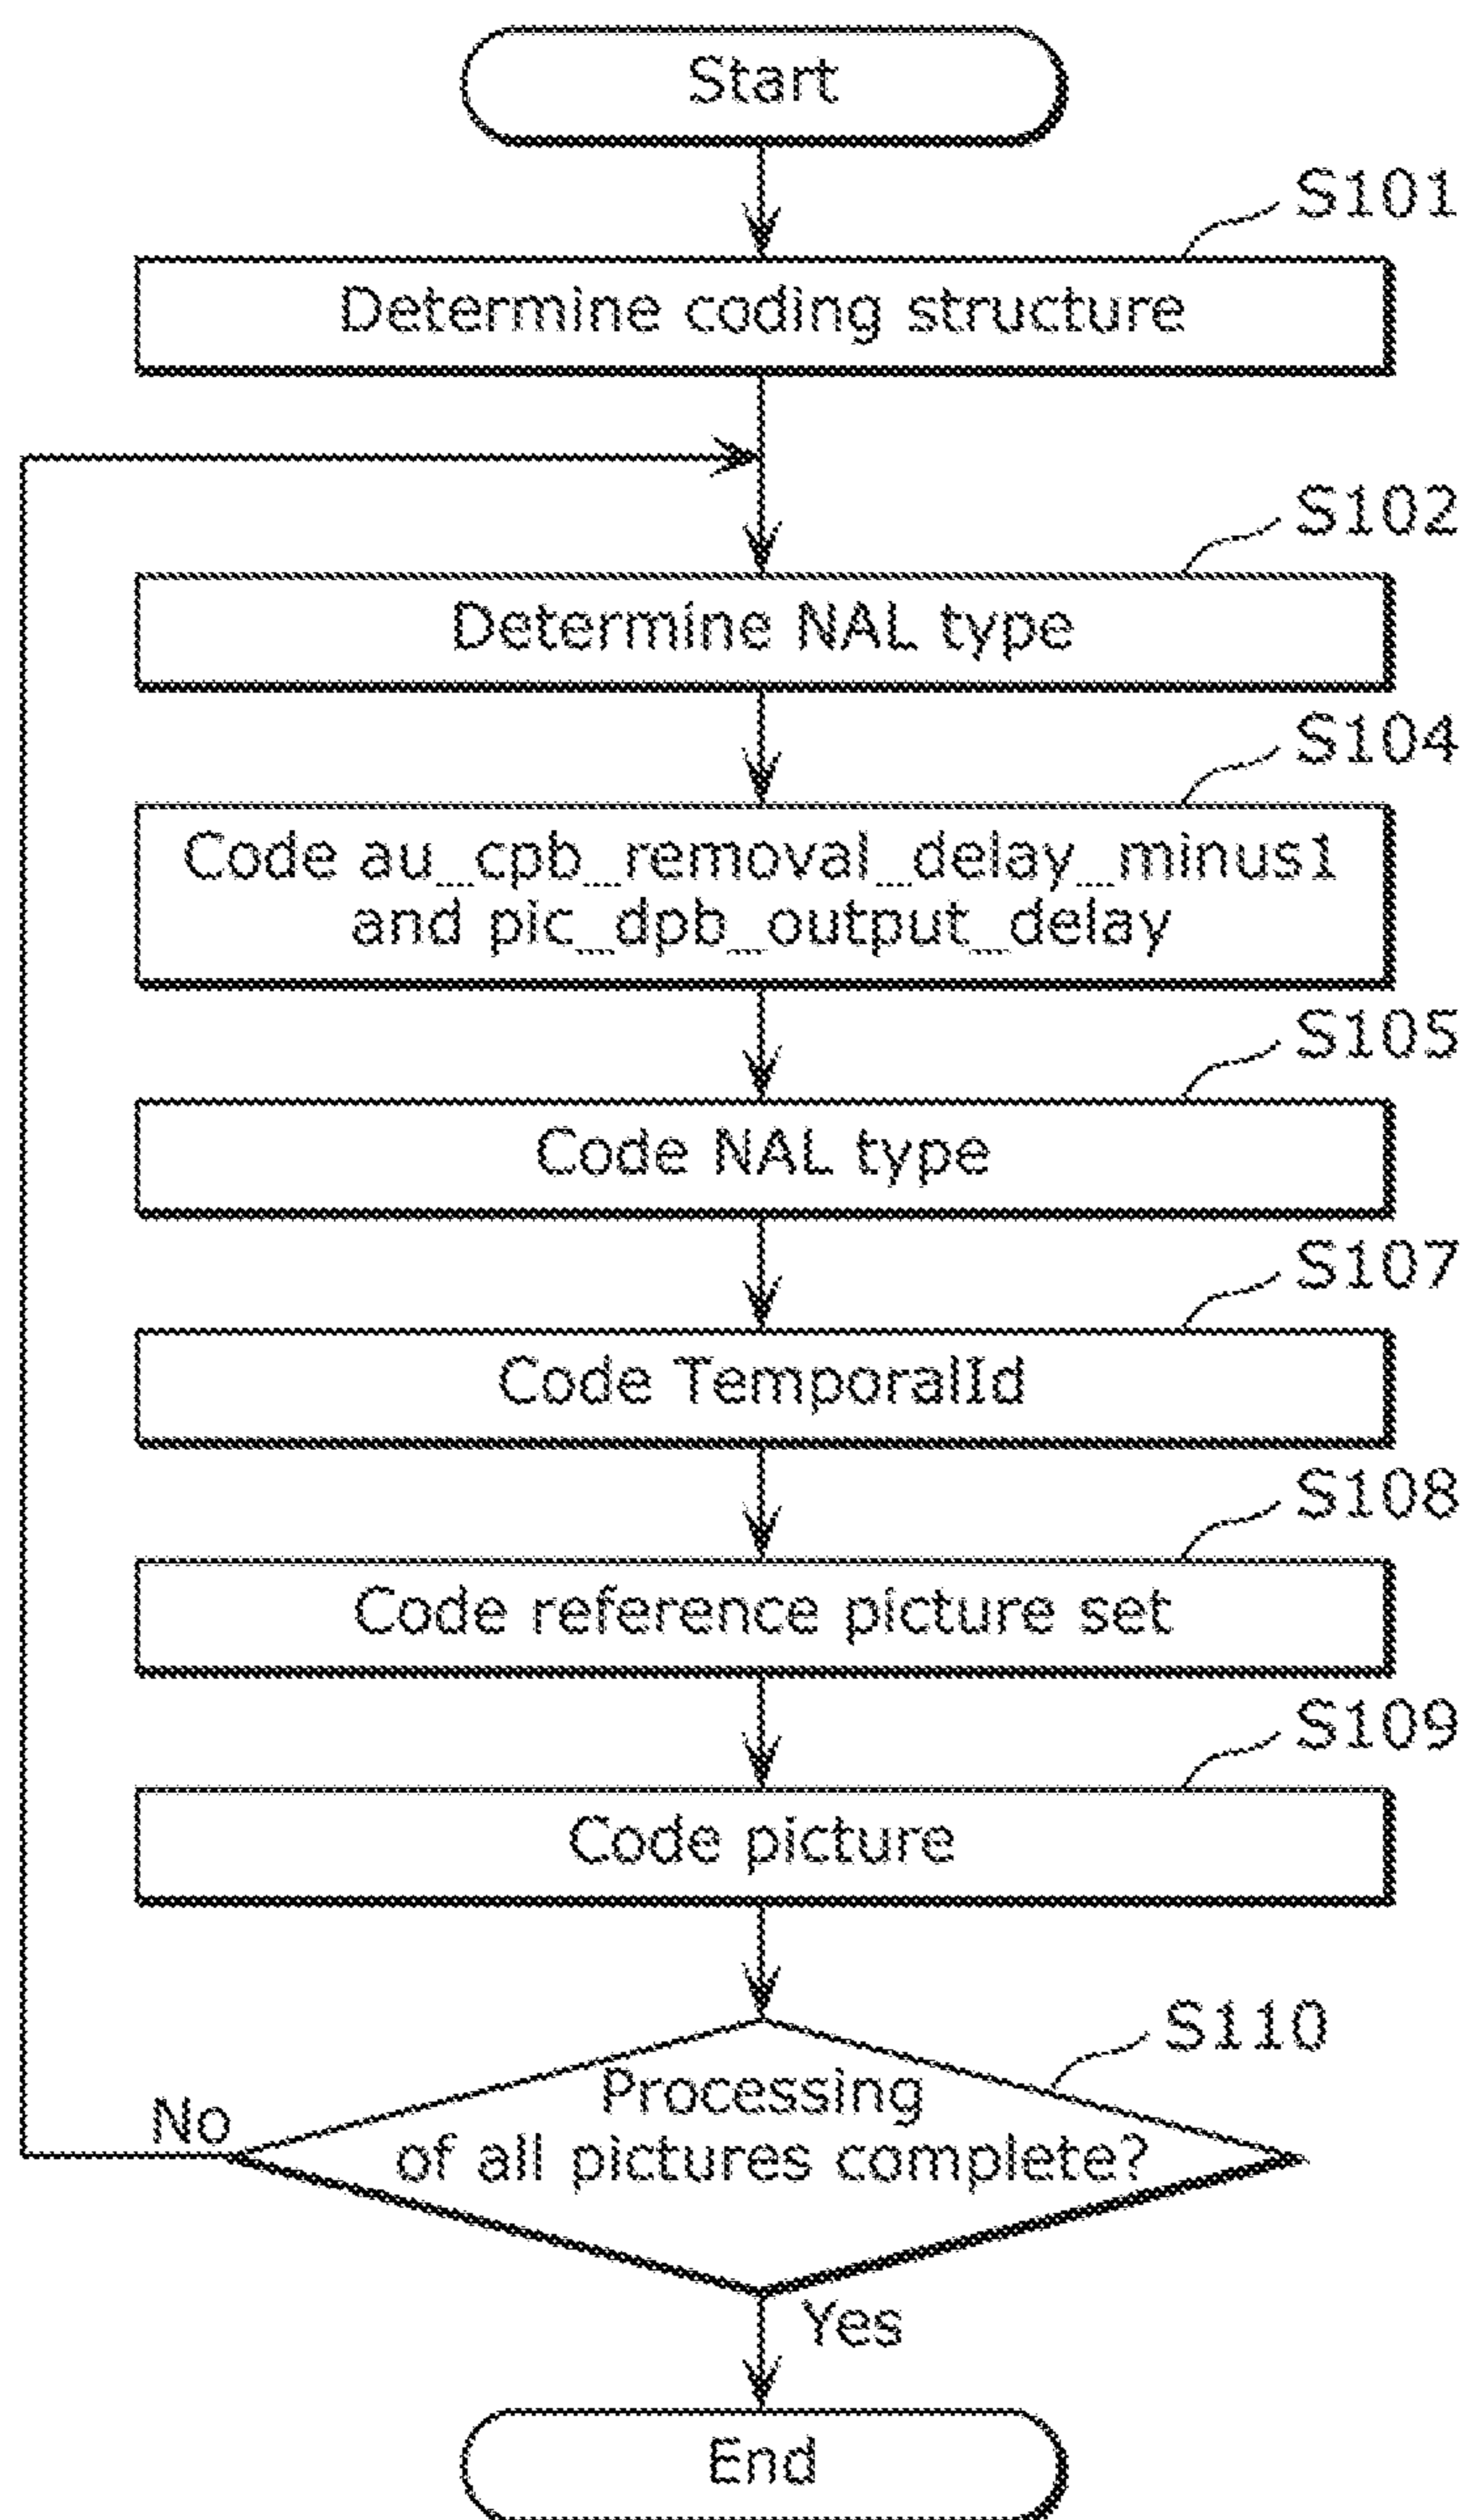 Start
S101
Determine coding structure
S102
Determine NAL type
S104
Code au_cpb_removal_delay_minus1
and pic_dpb_output_delay
S105
Code NAL type
S107
Code TemporalId
S108
Code reference picture set
S109
Code picture
S110
Processing
of all pictures complete?
No
Yes
End